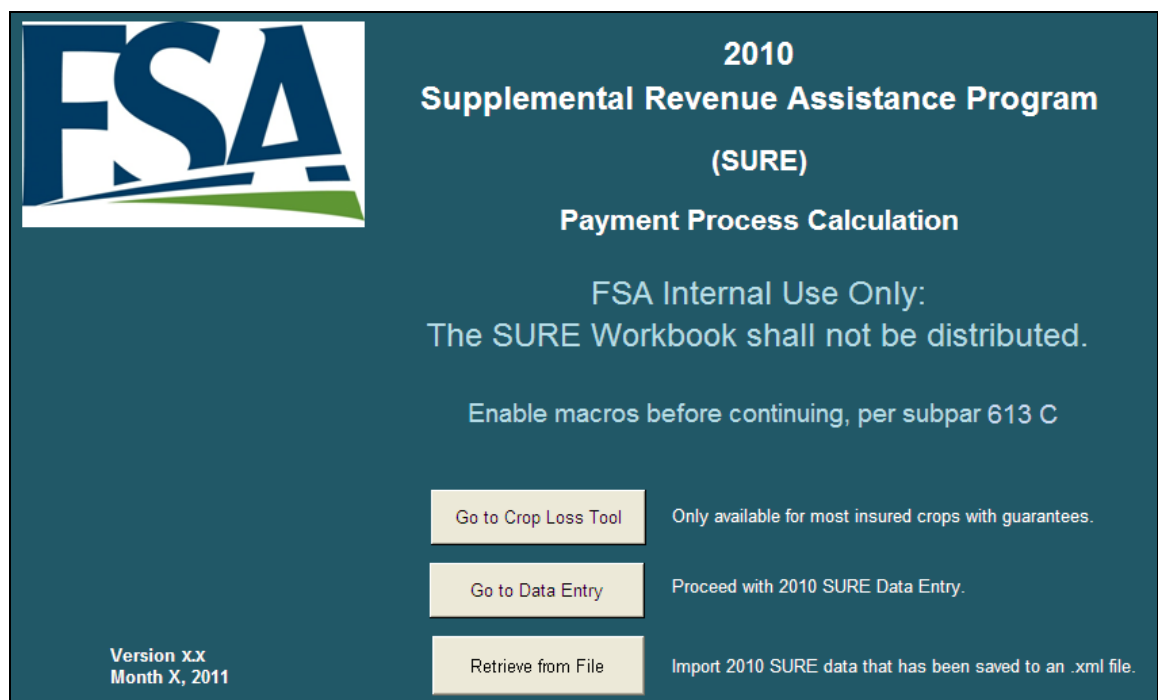 FSA
2010
Supplemental Revenue Assistance Program
(SURE)
Payment Process Calculation
FSA Internal Use Only:
The SURE Workbook shall not be distributed.
Enable macros before continuing, per subpar 613 C
Go to Crop Loss Tool Only available for most insured crops with guarantees.
Go to Data Entry Proceed with 2010 SURE Data Entry.
Retrieve from File Import 2010 SURE data that has been saved to an .xml file.
Version x.x
Month X, 2011